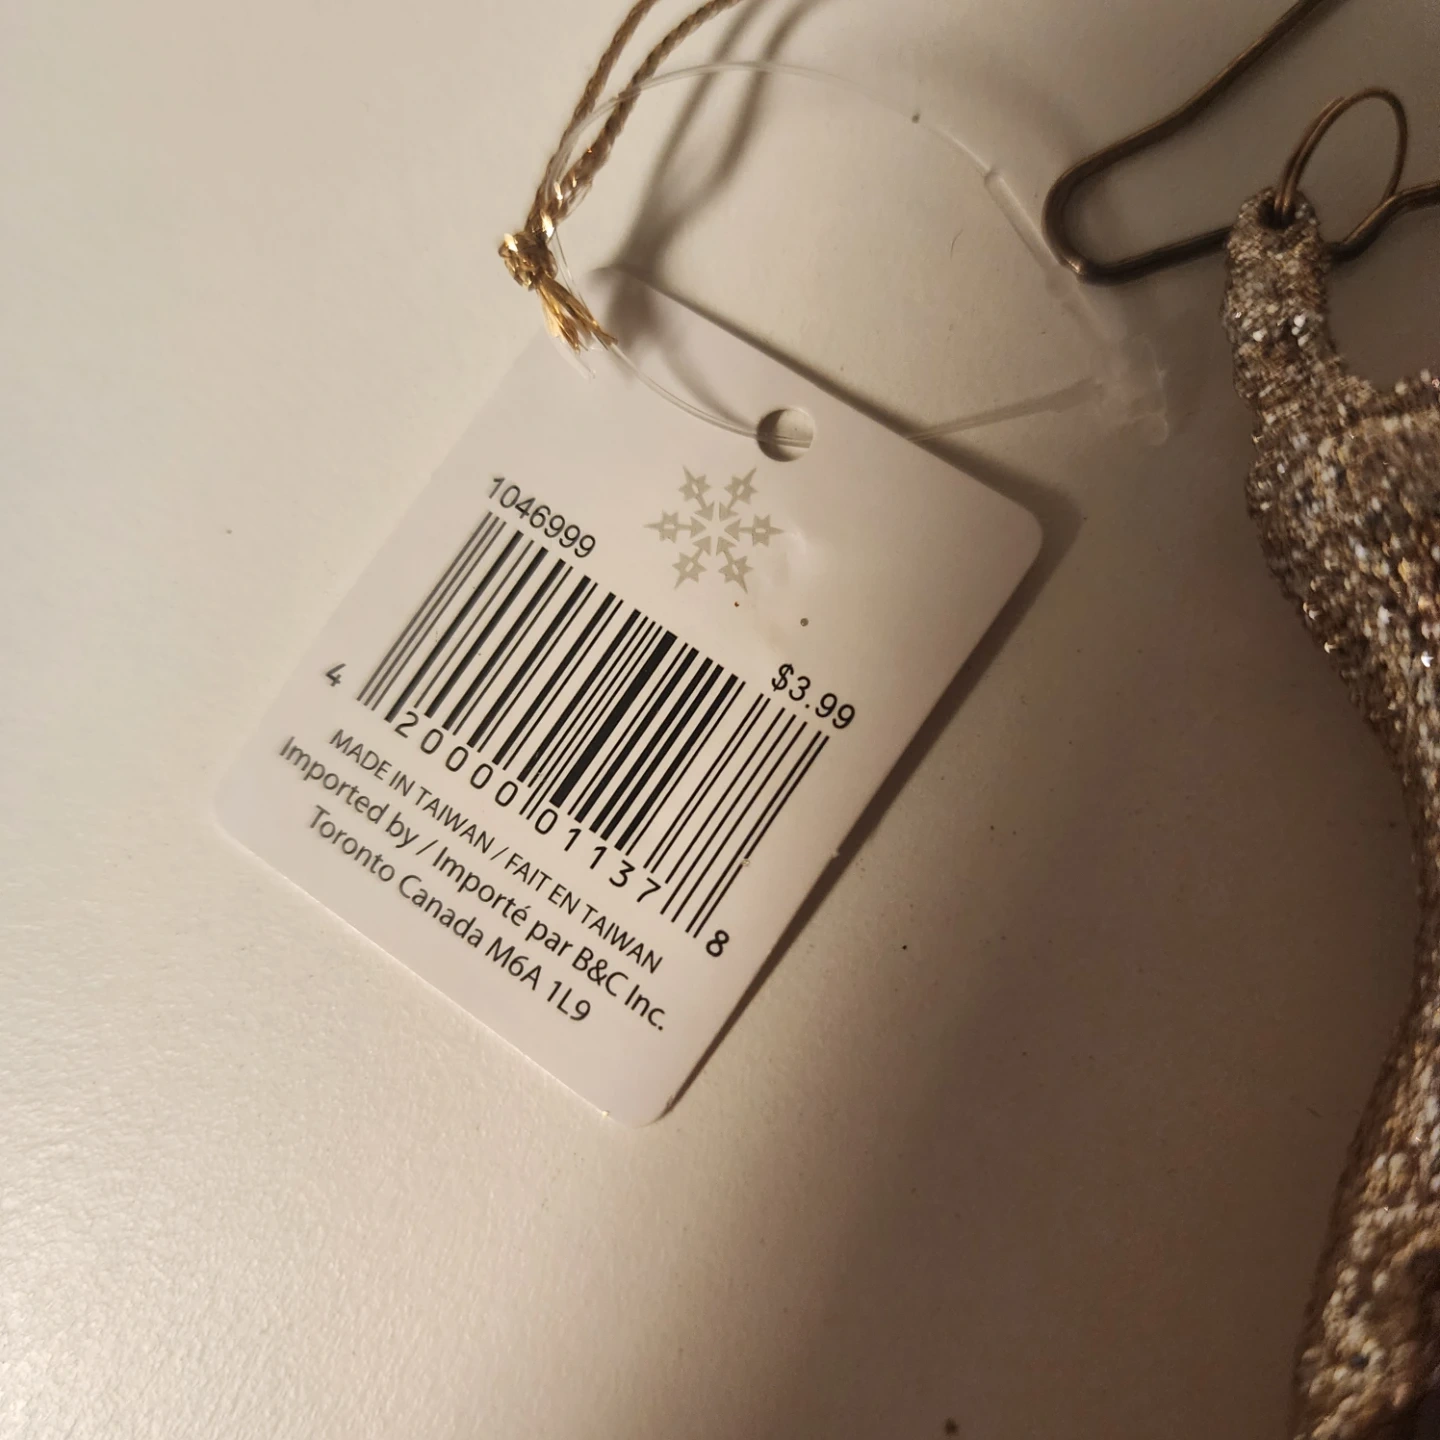 1046999
$3.99
4 20000 01137 8
MADE IN TAIWAN / FAIT EN TAIWAN
Imported by / Importé par B&C Inc.
Toronto Canada M6A 1L9